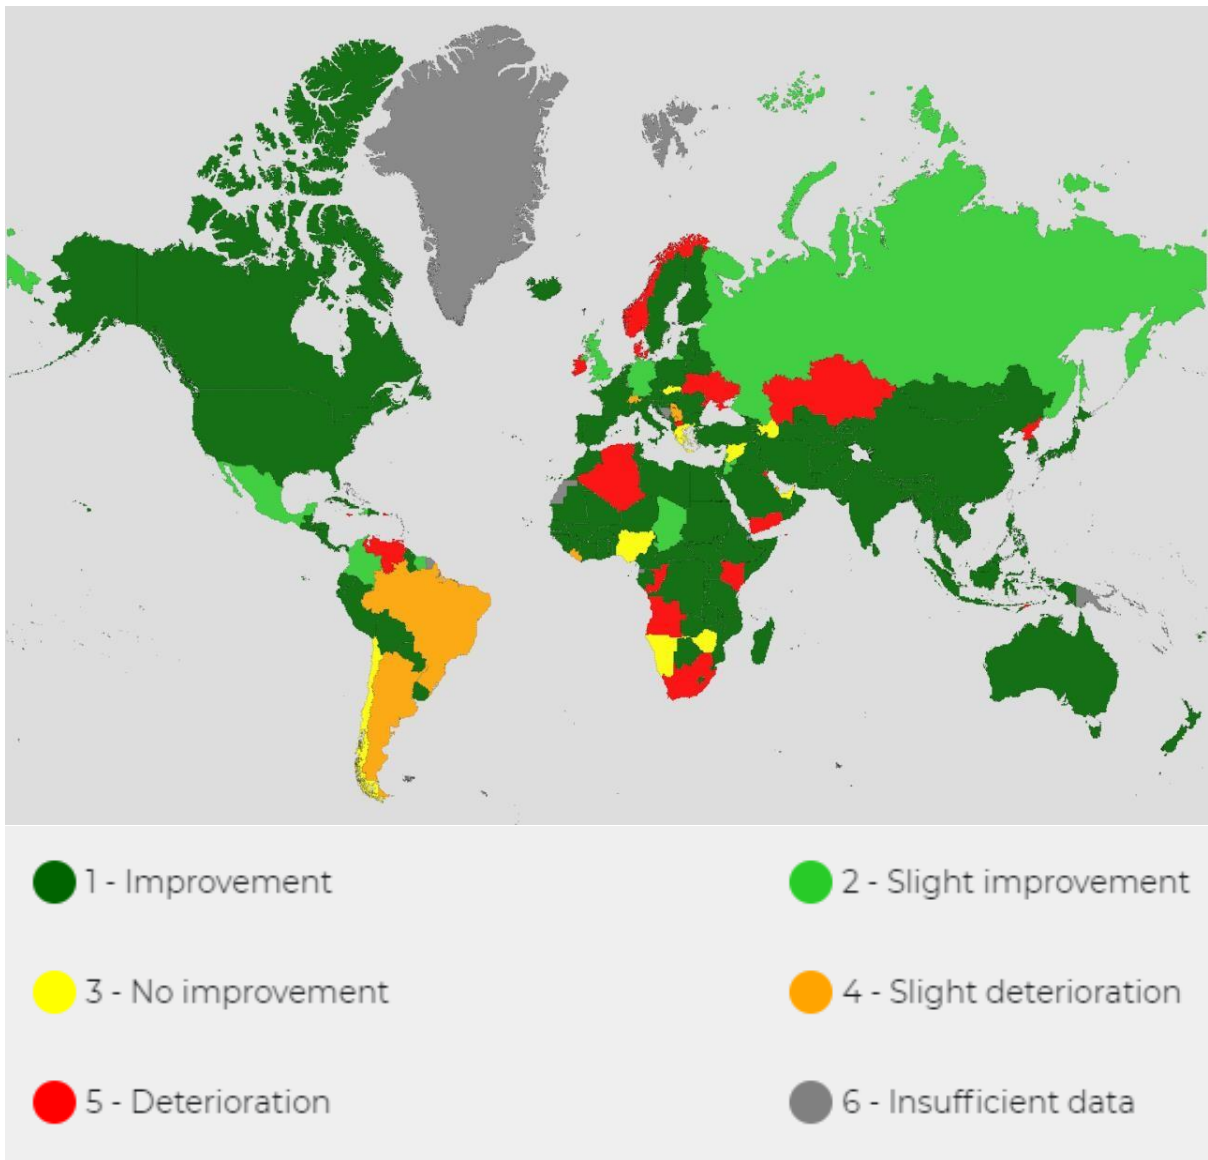 1 - Improvement
2 - Slight improvement
3 - No improvement
4 - Slight deterioration
5 - Deterioration
6 - Insufficient data